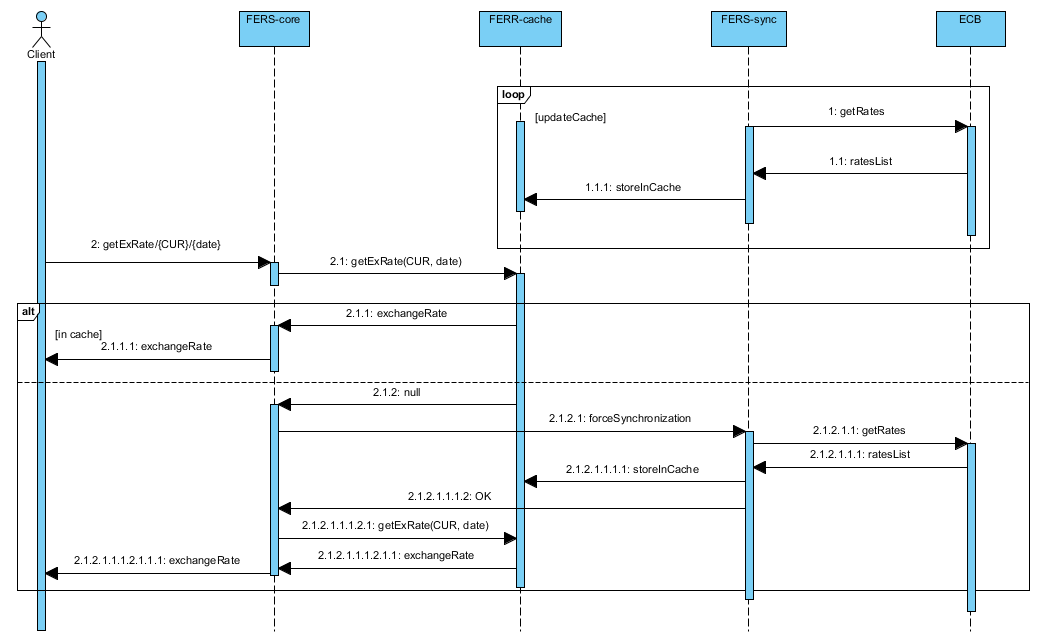 FERS-core
FERR-cache
FERS-sync
ECB
Client
loop
[updateCache]
1: getRates
1.1: ratesList
1.1.1: storeInCache
2: getExRate/{CUR}/{date}
2.1: getExRate(CUR, date)
alt
2.1.1: exchangeRate
[in cache]
2.1.1.1: exchangeRate
2.1.2: null
2.1.2.1: forceSynchronization
2.1.2.1.1: getRates
2.1.2.1.1.1: ratesList
2.1.2.1.1.1.1: storeInCache
2.1.2.1.1.1.2: OK
2.1.2.1.1.1.2.1: getExRate(CUR, date)
2.1.2.1.1.1.2.1.1: exchangeRate
2.1.2.1.1.1.2.1.1.1: exchangeRate